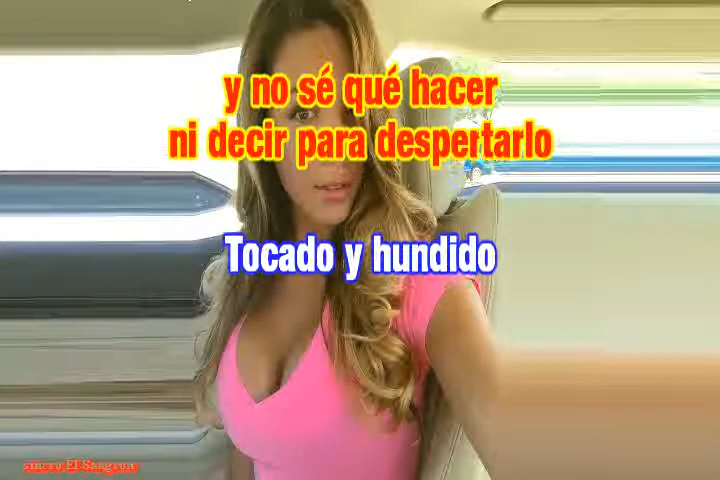 y no sé qué hacer
ni decir para despertarlo
Tocado y hundido